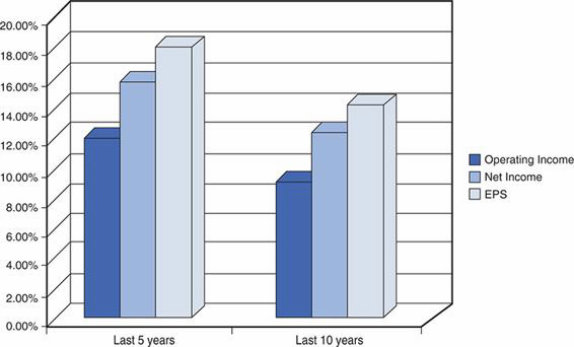 20.00%
18.00%
16.00%
14.00%
12.00%
10.00%
8.00%
6.00%
4.00%
2.00%
0.00%
Last 5 years
Last 10 years
Operating Income
Net Income
EPS